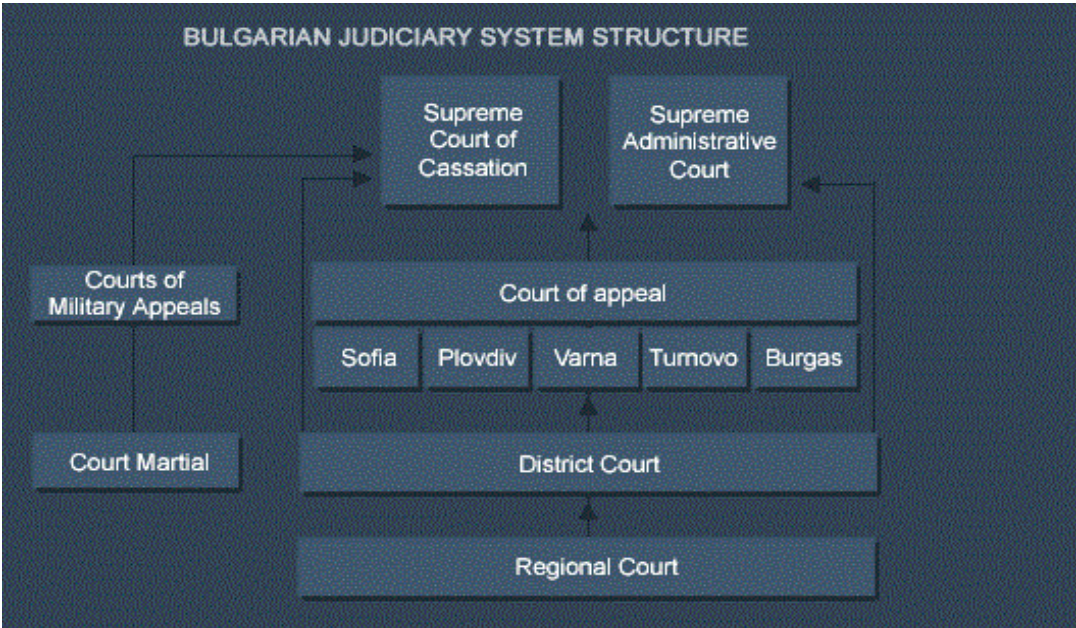 BULGARIAN JUDICIARY SYSTEM STRUCTURE
Supreme
Court of
Cassation
Supreme
Administrative
Court
Courts of
Military Appeals
Court of appeal
Sofia
Plovdiv
Varna
Turnovo
Burgas
Court Martial
District Court
Regional Court